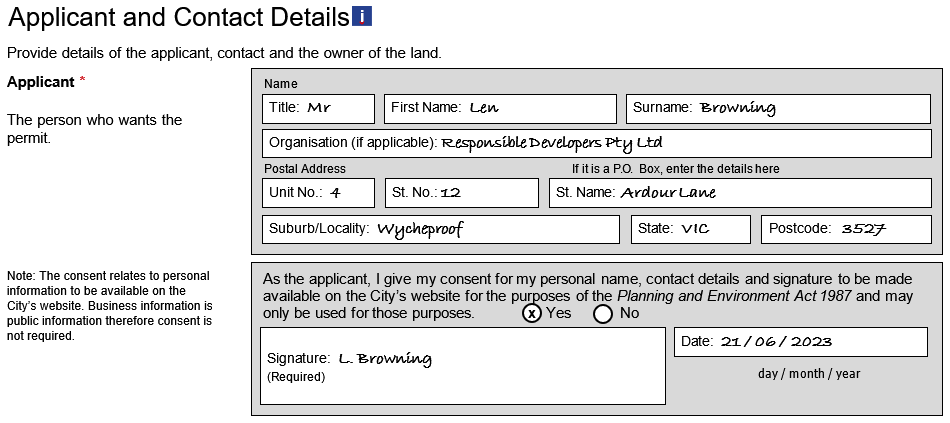 Applicant and Contact Details i
Provide details of the applicant, contact and the owner of the land.
Applicant *
The person who wants the
permit.
Name
Title: Mr First Name: Len Surname: Browning
Organisation (if applicable): Responsible Developers Pty Ltd
Postal Address If it is a P.O. Box, enter the details here
Unit No.: 4 St. No.: 12 St. Name: Ardour Lane
Suburb/Locality: Wycheproof State: VIC Postcode: 3527
Note: The consent relates to personal
information to be available on the
City's website. Business information is
public information therefore consent is
not required.
As the applicant, I give my consent for my personal name, contact details and signature to be made
available on the City's website for the purposes of the Planning and Environment Act 1987 and may
only be used for those purposes. x Yes No
Signature: L. Browning
(Required)
Date: 21 / 06 / 2023
day / month / year